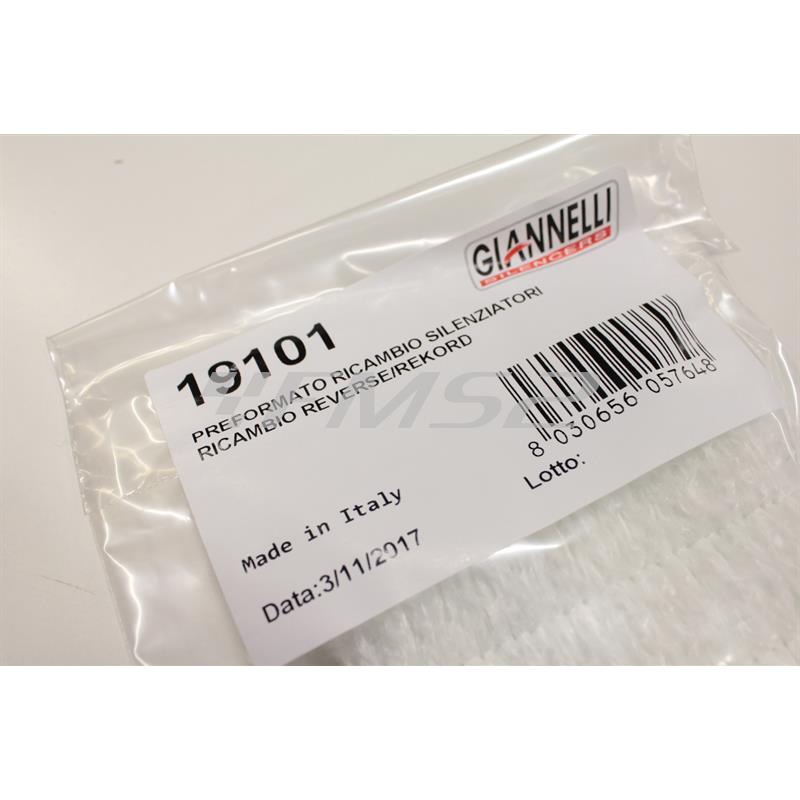 GIANNELLI
SILENCERS
19101
PREFORMATO RICAMBIO SILENZIATORI
RICAMBIO REVERSE/REKORD
8 030656 057648
Lotto:
Made in Italy
Data:3/11/2017